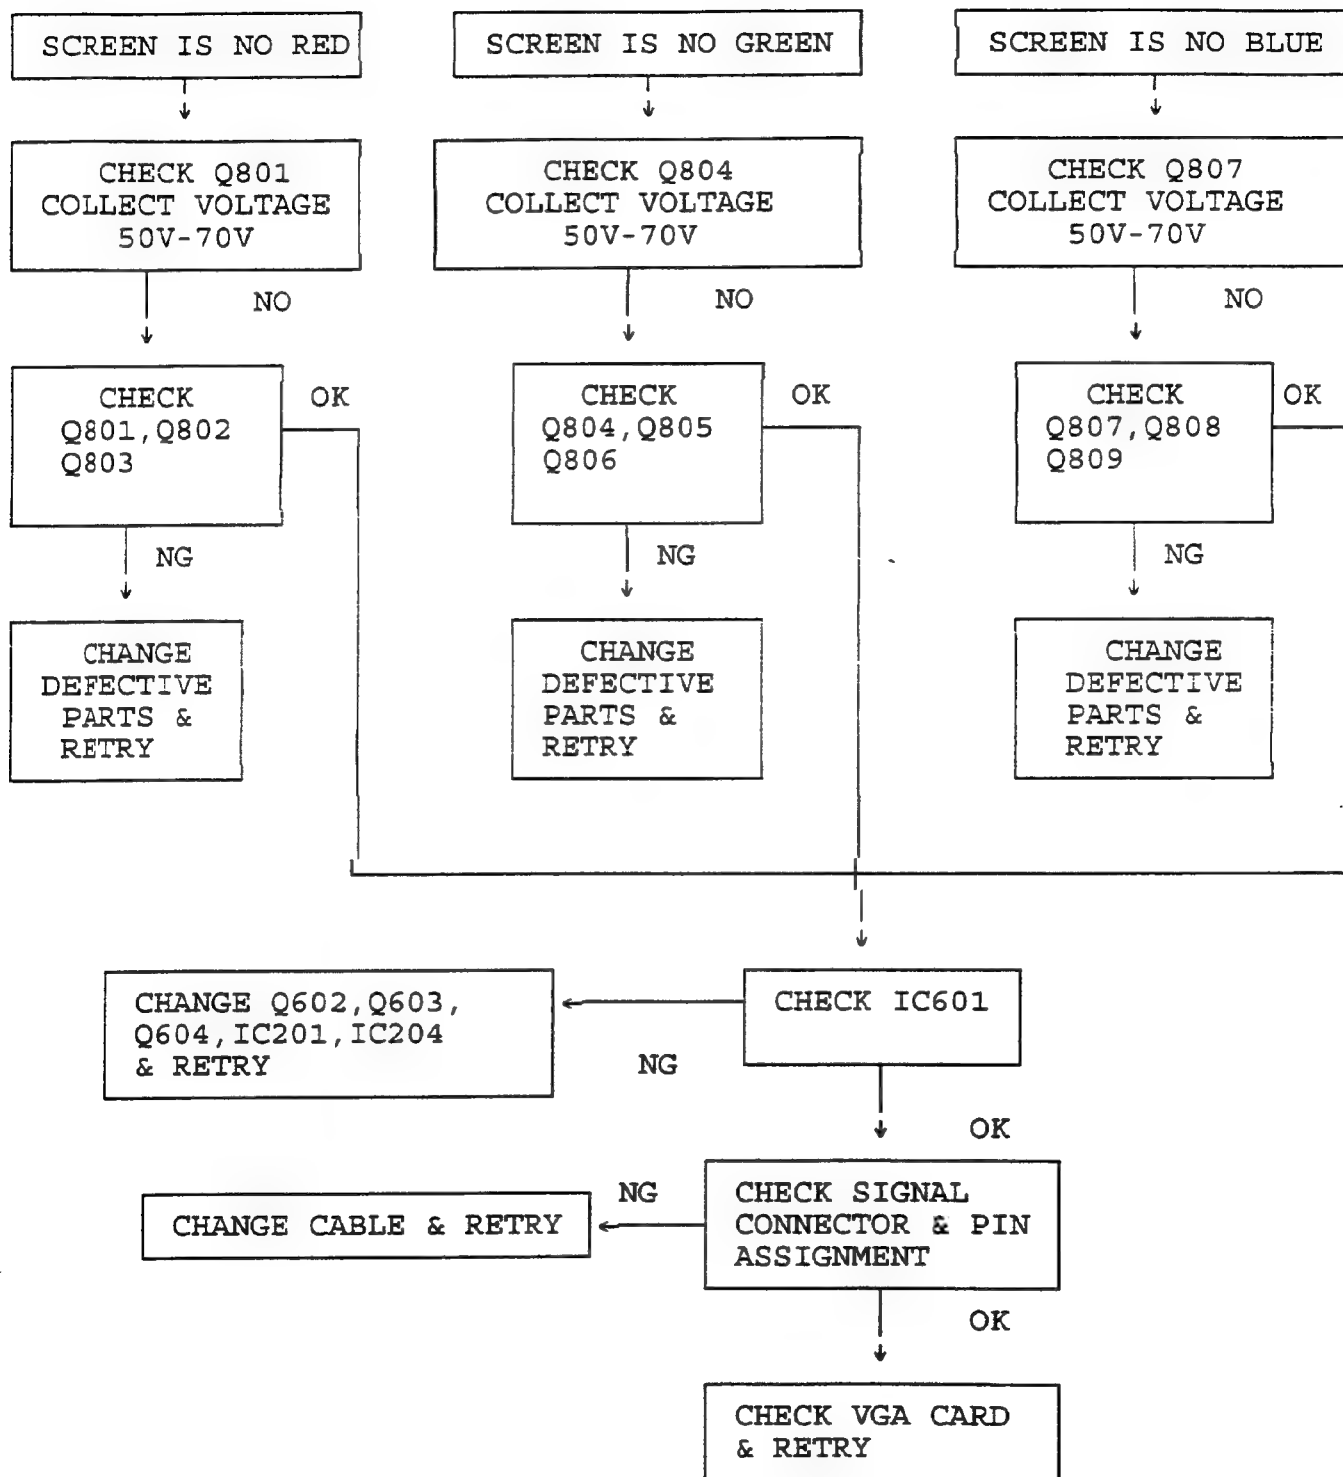 SCREEN IS NO RED
SCREEN IS NO GREEN
SCREEN IS NO BLUE
CHECK Q801
COLLECT VOLTAGE
50V-70V
CHECK Q804
COLLECT VOLTAGE
50V-70V
CHECK Q807
COLLECT VOLTAGE
50V-70V
NO
NO
NO
CHECK
Q801,Q802
Q803
OK
CHECK
Q804,Q805
Q806
OK
CHECK
Q807,Q808
Q809
OK
NG
NG
NG
CHANGE
DEFECTIVE
PARTS &
RETRY
CHANGE
DEFECTIVE
PARTS &
RETRY
CHANGE
DEFECTIVE
PARTS &
RETRY
CHANGE Q602,Q603,
Q604,IC201,IC204
& RETRY
NG
CHECK IC601
OK
CHANGE CABLE & RETRY
NG
CHECK SIGNAL
CONNECTOR & PIN
ASSIGNMENT
OK
CHECK VGA CARD
& RETRY